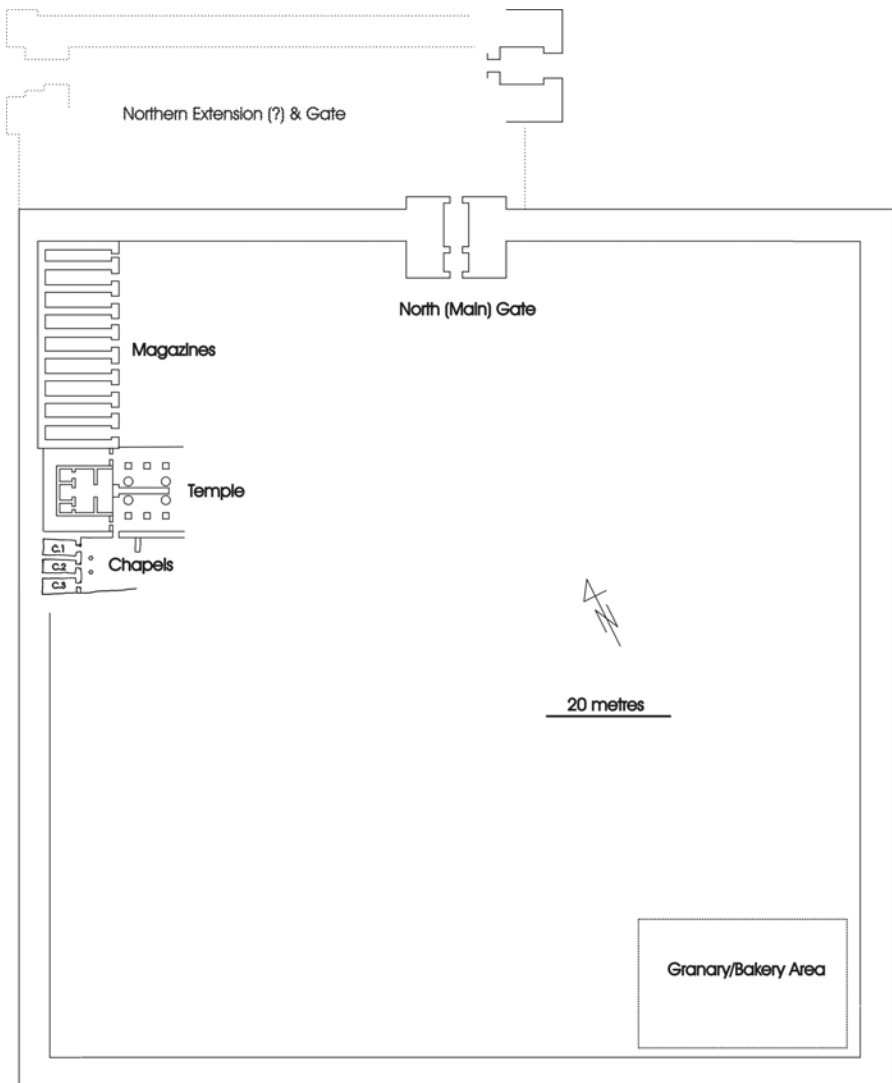 Northern Extension (?) & Gate
North (Main) Gate
Magazines
Temple
C.1
C.2
Chapels
C.3
N
20 metres
Granary/Bakery Area